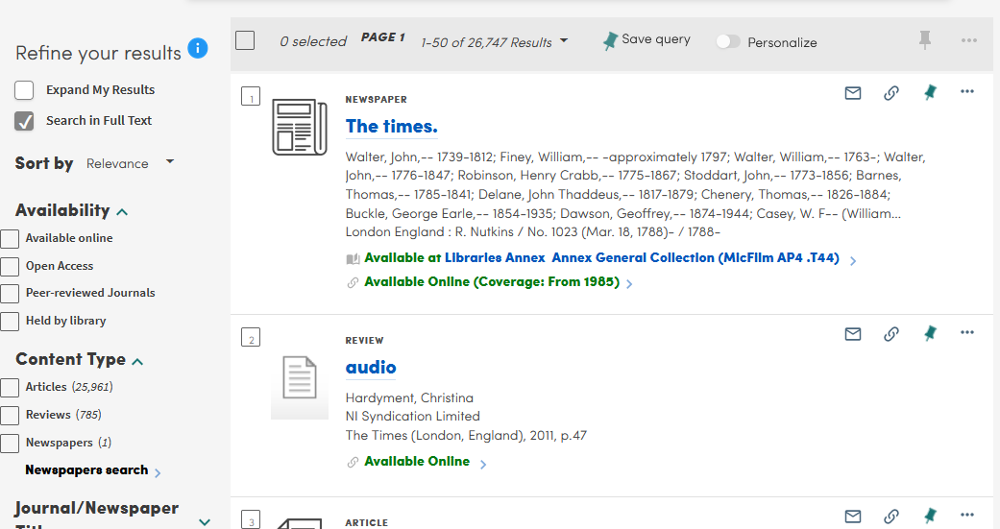 Refine your results i
Expand My Results
Search in Full Text
Sort by Relevance
Availability
Available online
Open Access
Peer-reviewed Journals
Held by library
Content Type
Articles (25,961)
Reviews (785)
Newspapers (1)
Newspapers search
Journal/Newspaper
0 selected PAGE 1 1-50 of 26,747 Results Save query Personalize
1
NEWSPAPER
The times.
Walter, John,-- 1739-1812; Finey, William,-- -approximately 1797; Walter, William,-- 1763-; Walter,
John,-- 1776-1847; Robinson, Henry Crabb,-- 1775-1867; Stoddart, John,-- 1773-1856; Barnes,
Thomas,-- 1785-1841; Delane, John Thaddeus,-- 1817-1879; Chenery, Thomas,-- 1826-1884;
Buckle, George Earle,-- 1854-1935; Dawson, Geoffrey,-- 1874-1944; Casey, W. F-- (William...
London England : R. Nutkins / No. 1023 (Mar. 18, 1788)- / 1788-
Available at Libraries Annex Annex General Collection (MicFilm AP4 .T44)
Available Online (Coverage: From 1985)
2
REVIEW
audio
Hardyment, Christina
NI Syndication Limited
The Times (London, England), 2011, p.47
Available Online
3
ARTICLE